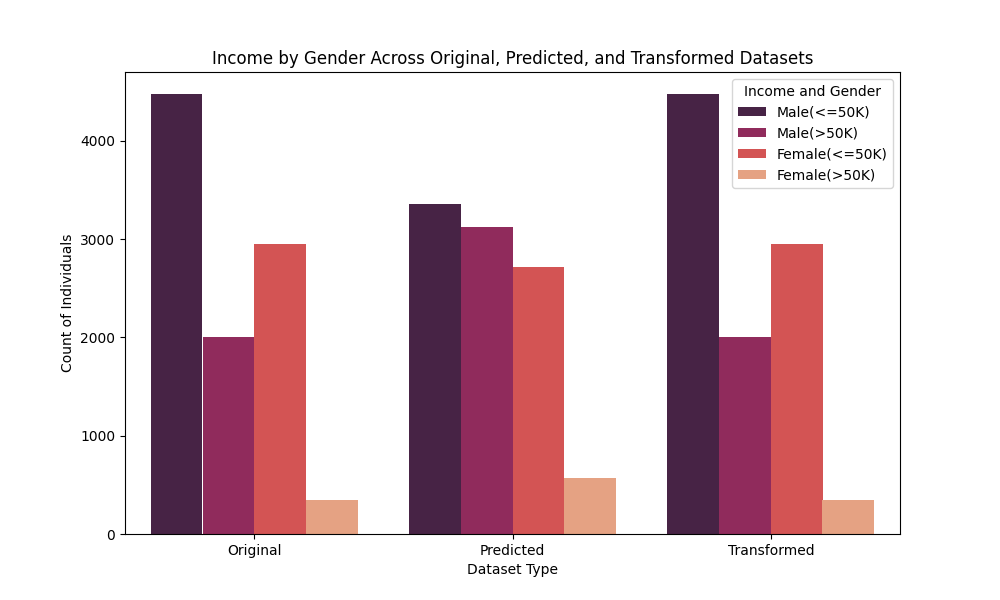 Income by Gender Across Original, Predicted, and Transformed Datasets
Income and Gender
Male(<=50K)
Male(>50K)
Female(<=50K)
Female(>50K)
4000
3000
2000
1000
0
Count of Individuals
Original
Predicted
Transformed
Dataset Type